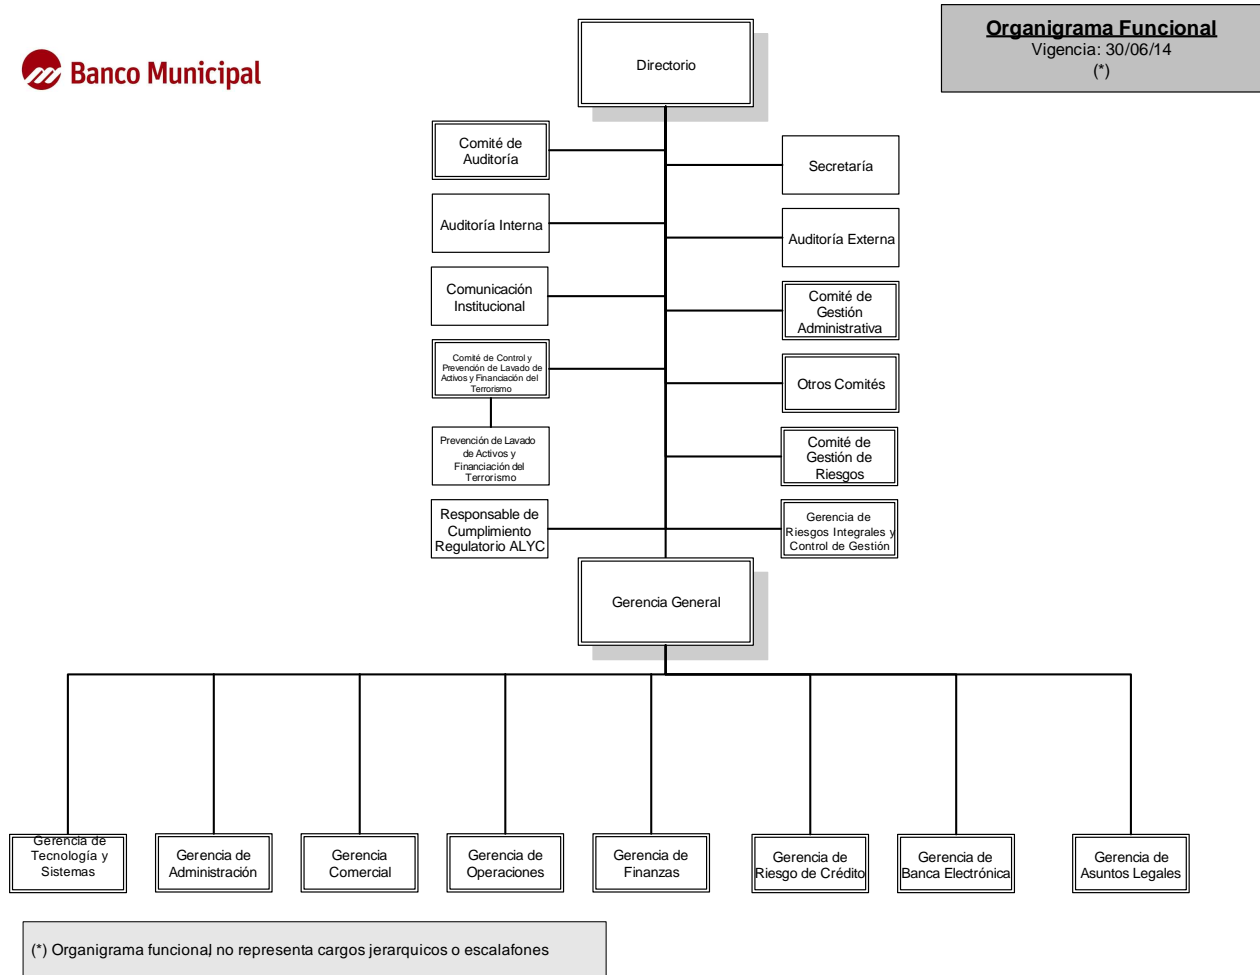 Organigrama Funcional
Vigencia: 30/06/14
(*)
Banco Municipal
Directorio
Comité de
Auditoría
Secretaría
Auditoría Interna
Auditoría Externa
Comunicación
Institucional
Comité de
Gestión
Administrativa
Comité de Control y
Prevención de Lavado de
Activos y Financiación del
Terrorismo
Otros Comités
Prevención de Lavado
de Activos y
Financiación del
Terrorismo
Comité de
Gestión de
Riesgos
Responsable de
Cumplimiento
Regulatorio ALYC
Gerencia de
Riesgos Integrales y
Control de Gestión
Gerencia General
Gerencia de
Tecnología y
Sistemas
Gerencia de
Administración
Gerencia
Comercial
Gerencia de
Operaciones
Gerencia de
Finanzas
Gerencia de
Riesgo de Crédito
Gerencia de
Banca Electrónica
Gerencia de
Asuntos Legales
(*) Organigrama funcional, no representa cargos jerarquicos o escalafones